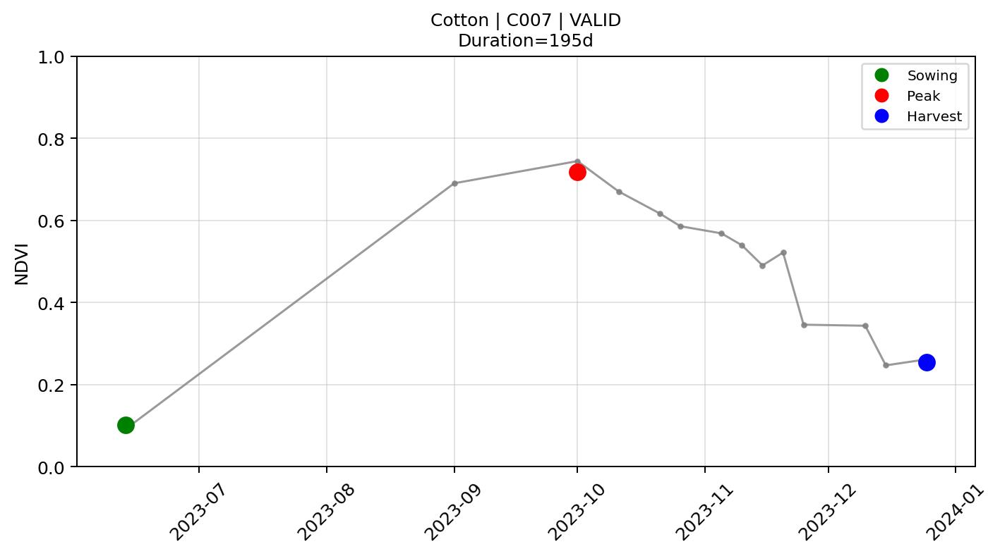 Cotton | C007 | VALID
Duration=195d
Sowing
Peak
Harvest
NDVI
1.0
0.8
0.6
0.4
0.2
0.0
2023-07
2023-08
2023-09
2023-10
2023-11
2023-12
2024-01